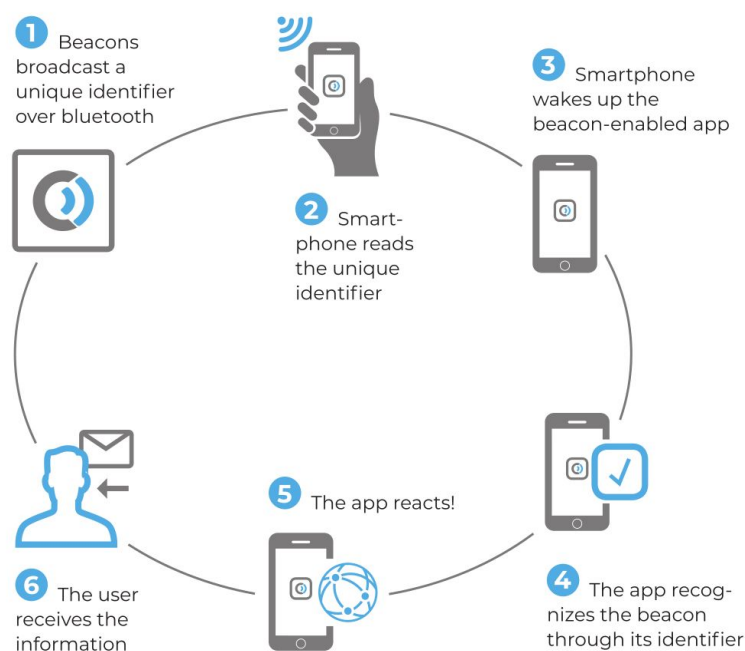 1 Beacons
broadcast a
unique identifier
over bluetooth
2 Smart-
phone reads
the unique
identifier
3 Smartphone
wakes up the
beacon-enabled app
4 The app recog-
nizes the beacon
through its identifier
5 The app reacts!
6 The user
receives the
information